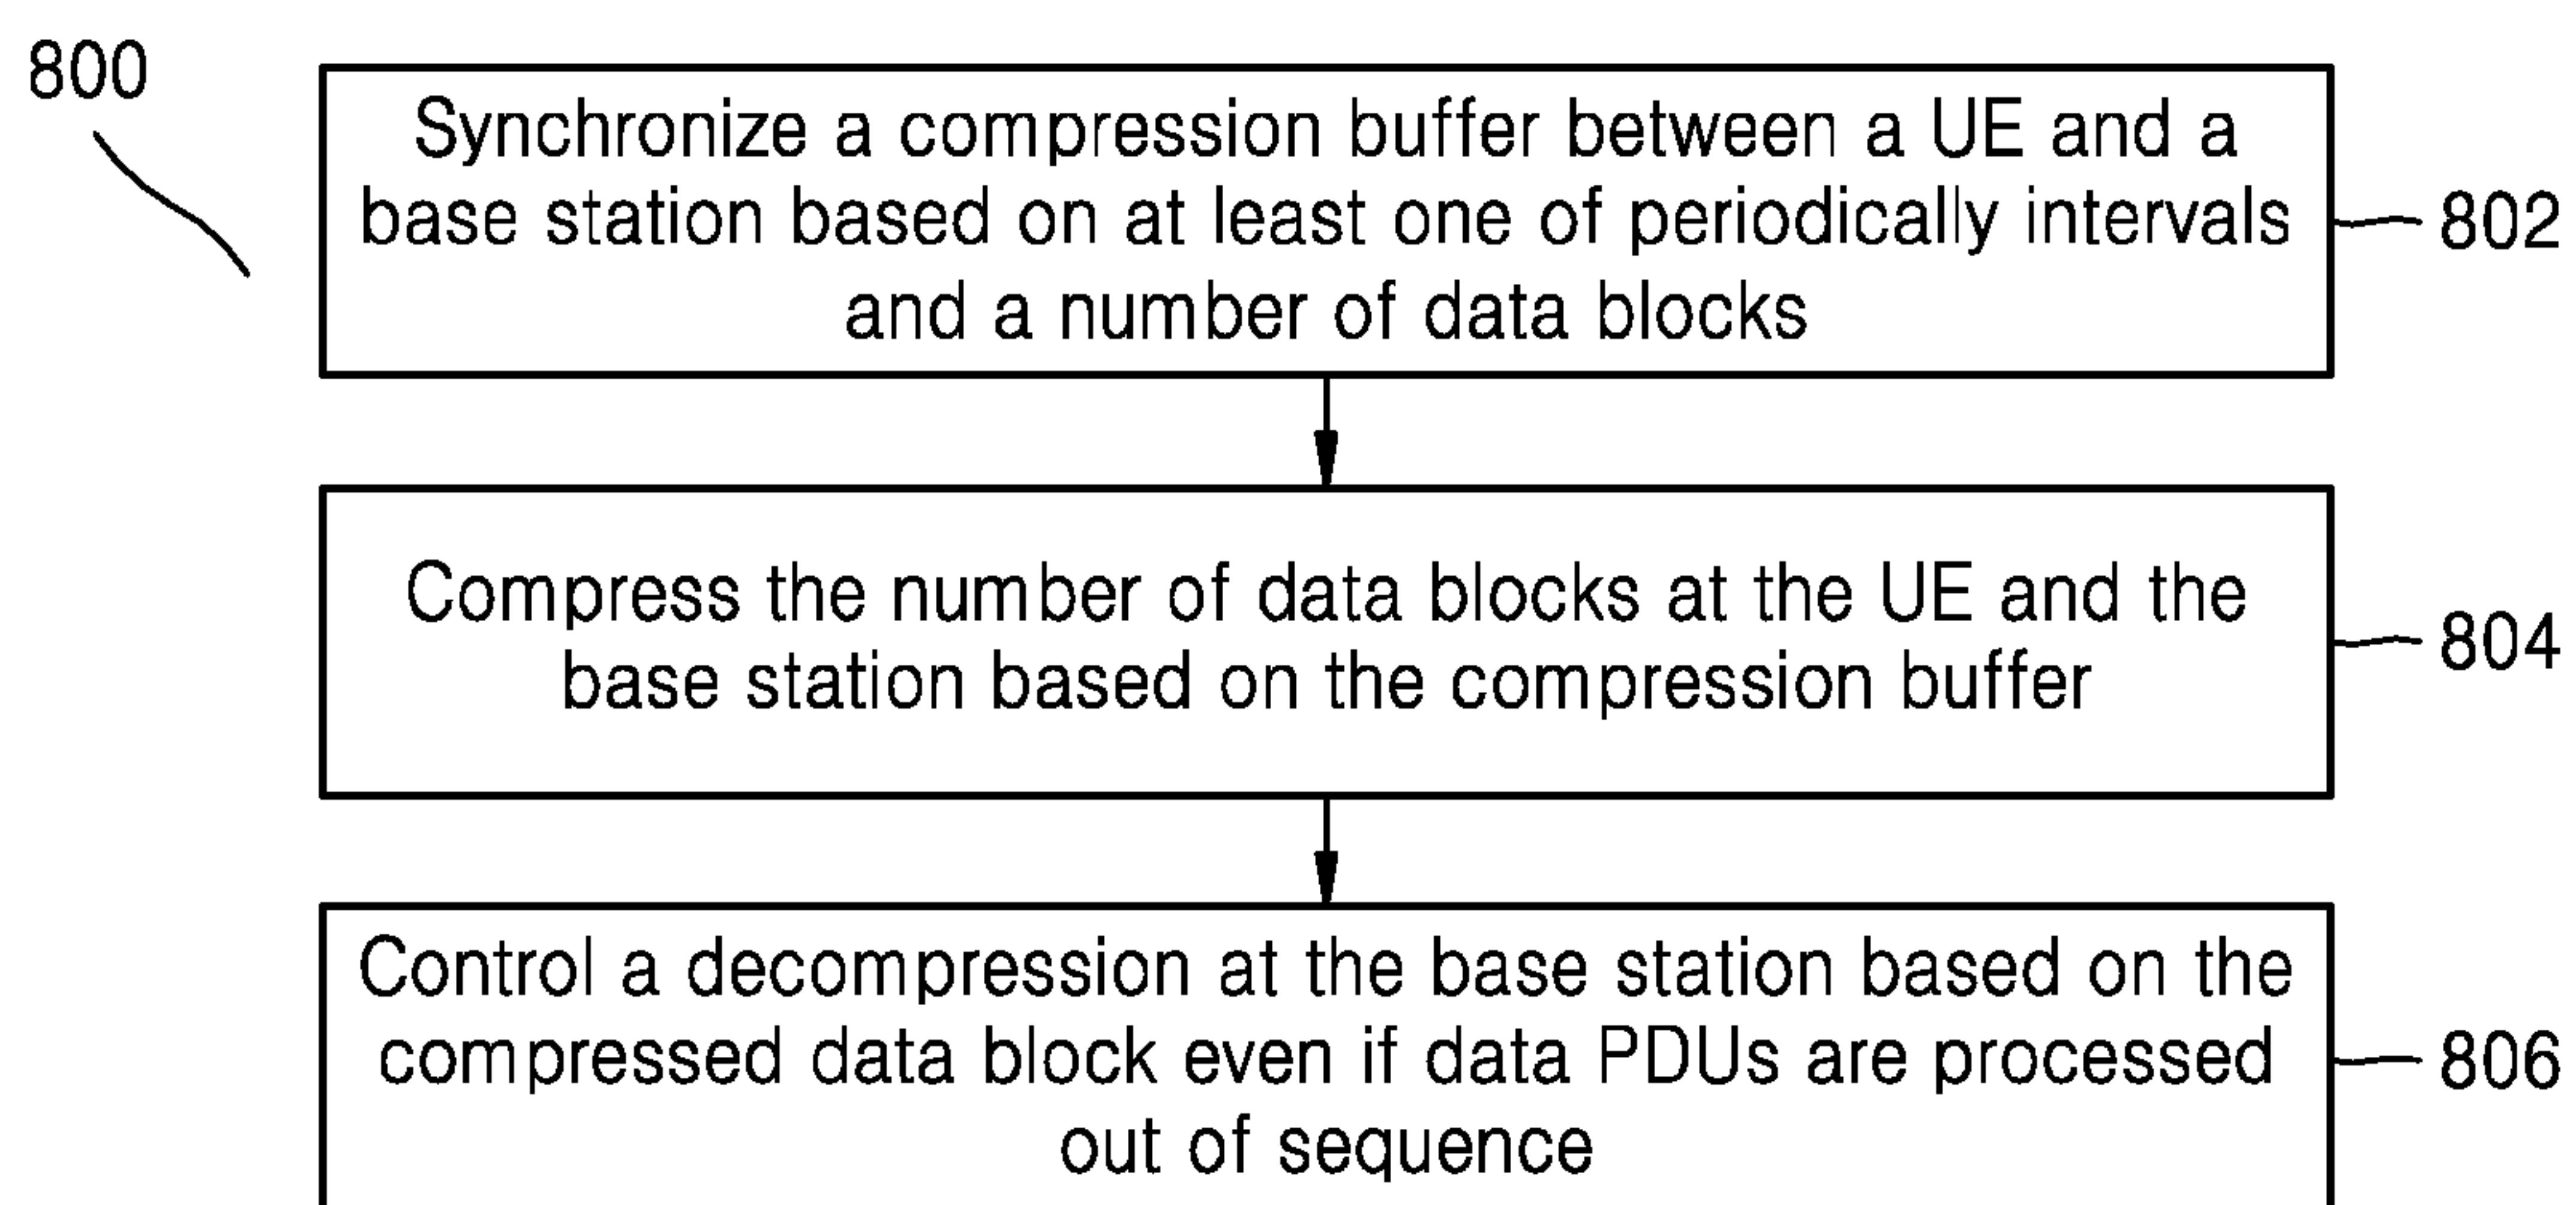 800
Synchronize a compression buffer between a UE and a
base station based on at least one of periodically intervals
and a number of data blocks
802
Compress the number of data blocks at the UE and the
base station based on the compression buffer
804
Control a decompression at the base station based on the
compressed data block even if data PDUs are processed
out of sequence
806